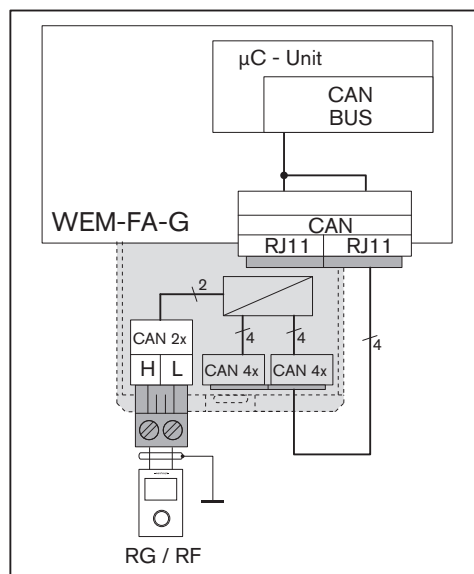 µC - Unit
CAN
BUS
WEM-FA-G
CAN
RJ11 RJ11
2
CAN 2x
4 4 4
H L
CAN 4x CAN 4x
RG / RF